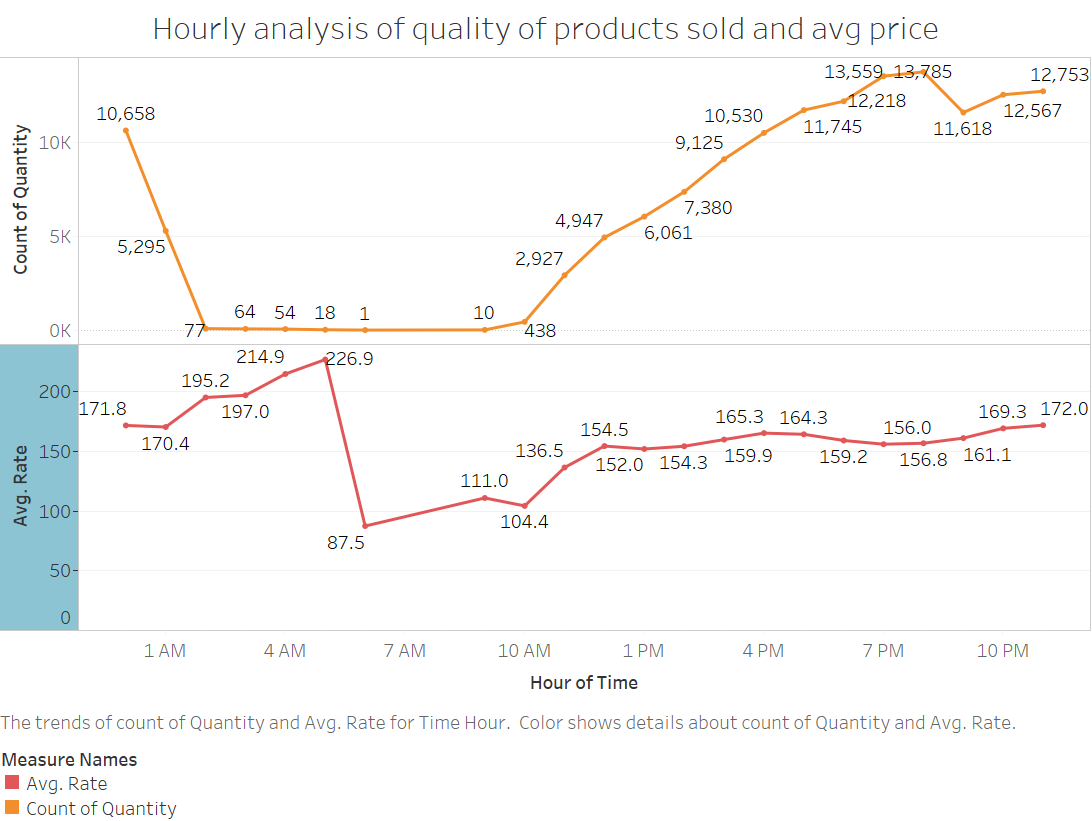 Hourly analysis of quality of products sold and avg price
13,559 13,785
12,753
10,658
12,218
10,530
12,567
11,745
11,618
10K
9,125
Count of Quantity
7,380
4,947
6,061
5K
5,295
2,927
64 54 18 1 10
0K
77
438
214.9
226.9
200
195.2
171.8
197.0
165.3 164.3
169.3 172.0
170.4
154.5
156.0
150
136.5
152.0 154.3 159.9
159.2
156.8
161.1
Avg. Rate
111.0
100
104.4
87.5
50
0
1 AM 4 AM 7 AM 10 AM 1 PM 4 PM 7 PM 10 PM
Hour of Time
The trends of count of Quantity and Avg. Rate for Time Hour.  Color shows details about count of Quantity and Avg. Rate.
Measure Names
Avg. Rate
Count of Quantity